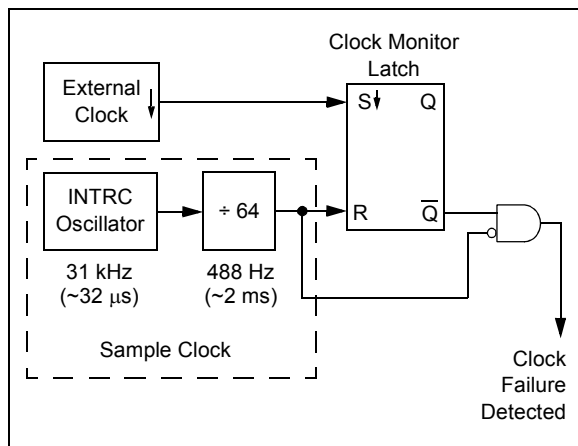 Clock Monitor
Latch
External
Clock
S
Q
INTRC
Oscillator
÷ 64
R
Q̅
31 kHz
(~32 μs)
488 Hz
(~2 ms)
Sample Clock
Clock
Failure
Detected